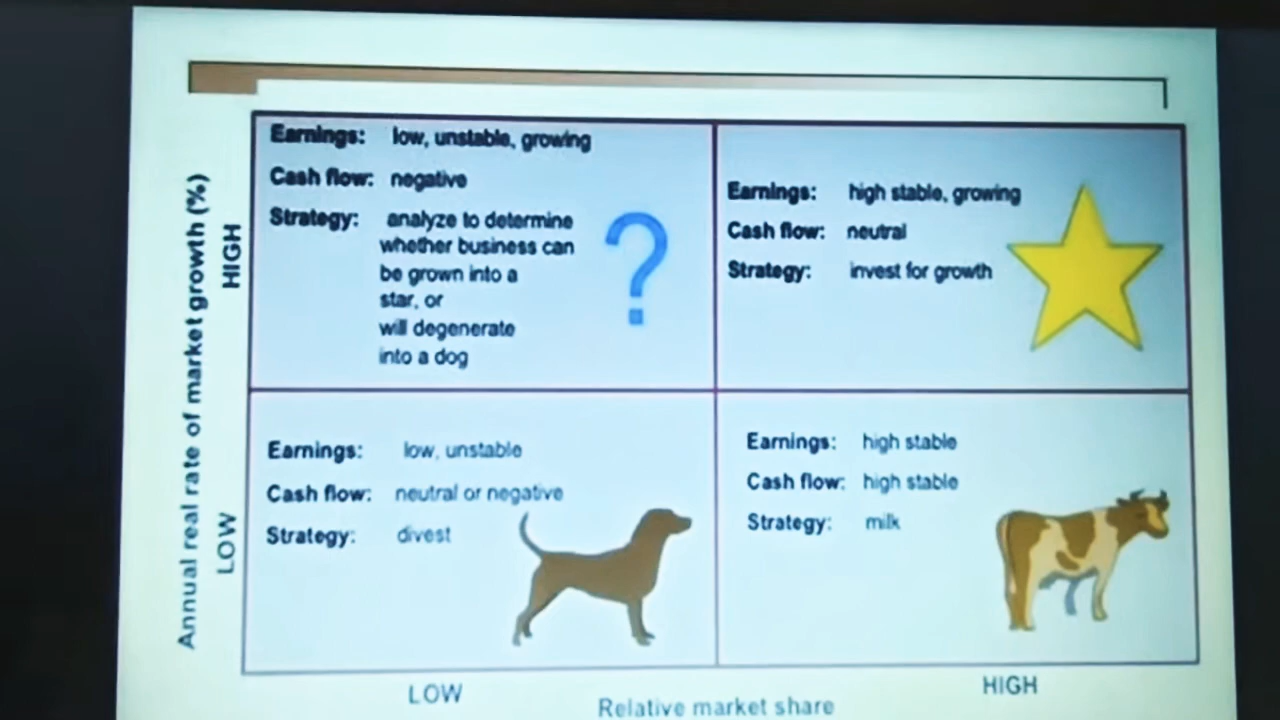 Earnings: low, unstable, growing
Cash flow: negative
Strategy: analyze to determine
whether business can
be grown into a
star, or
will degenerate
into a dog
?
Earnings: high stable, growing
Cash flow: neutral
Strategy: invest for growth
Earnings: low, unstable
Cash flow: neutral or negative
Strategy: divest
Earnings: high stable
Cash flow: high stable
Strategy: milk
Annual real rate of market growth (%)
HIGH
LOW
LOW
HIGH
Relative market share